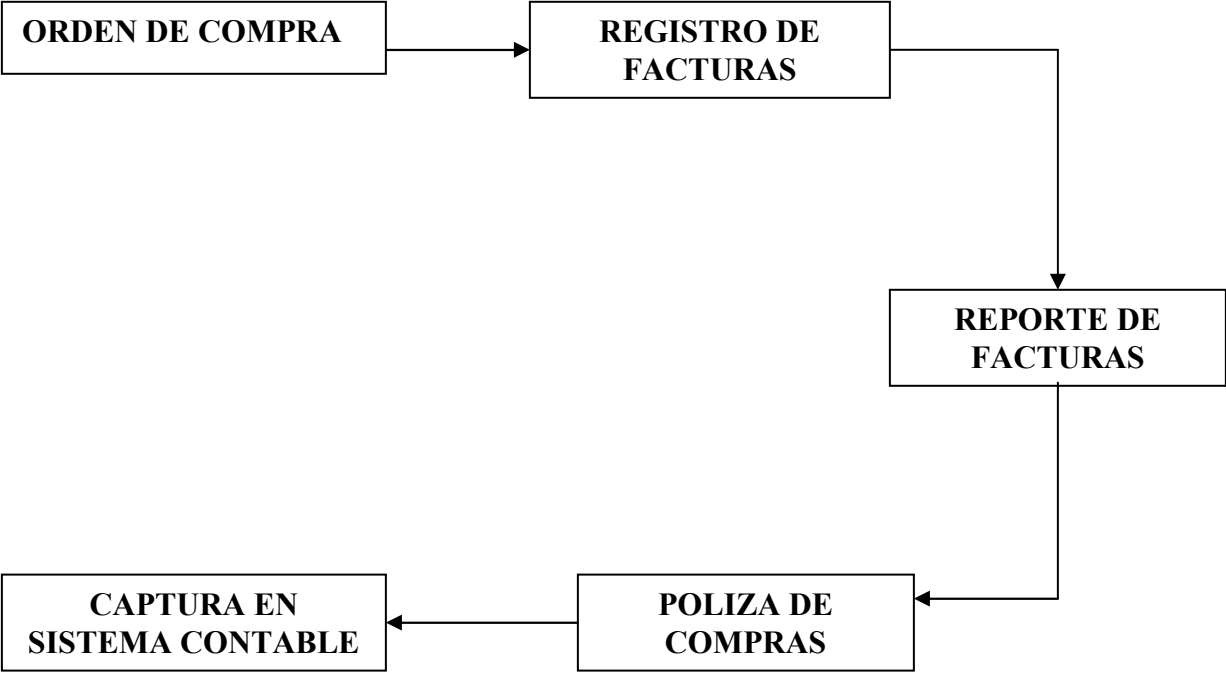 ORDEN DE COMPRA
REGISTRO DE
FACTURAS
REPORTE DE
FACTURAS
POLIZA DE
COMPRAS
CAPTURA EN
SISTEMA CONTABLE